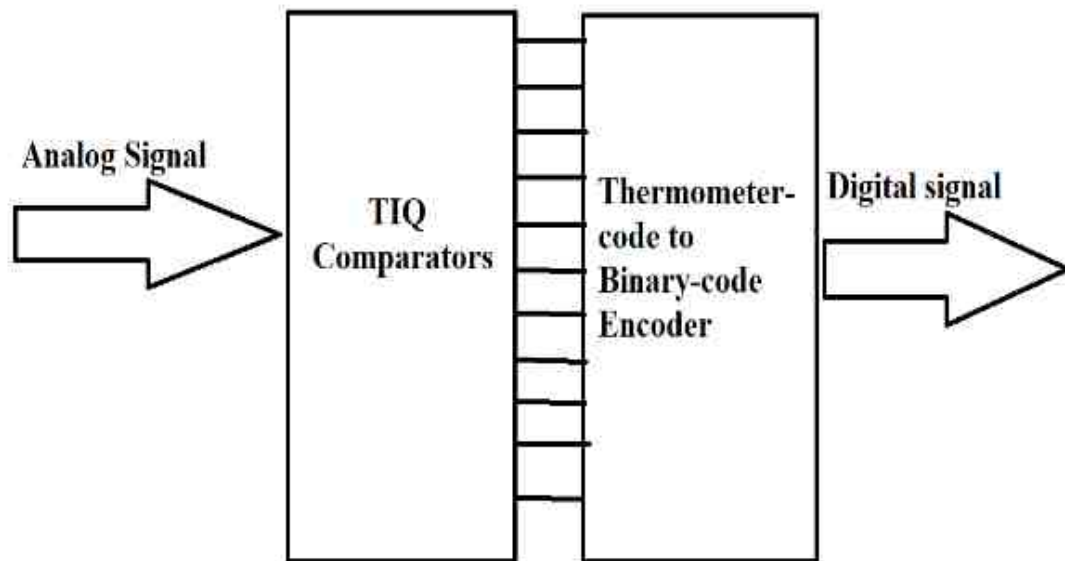 Analog Signal
TIQ
Comparators
Thermometer-
code to
Binary-code
Encoder
Digital signal